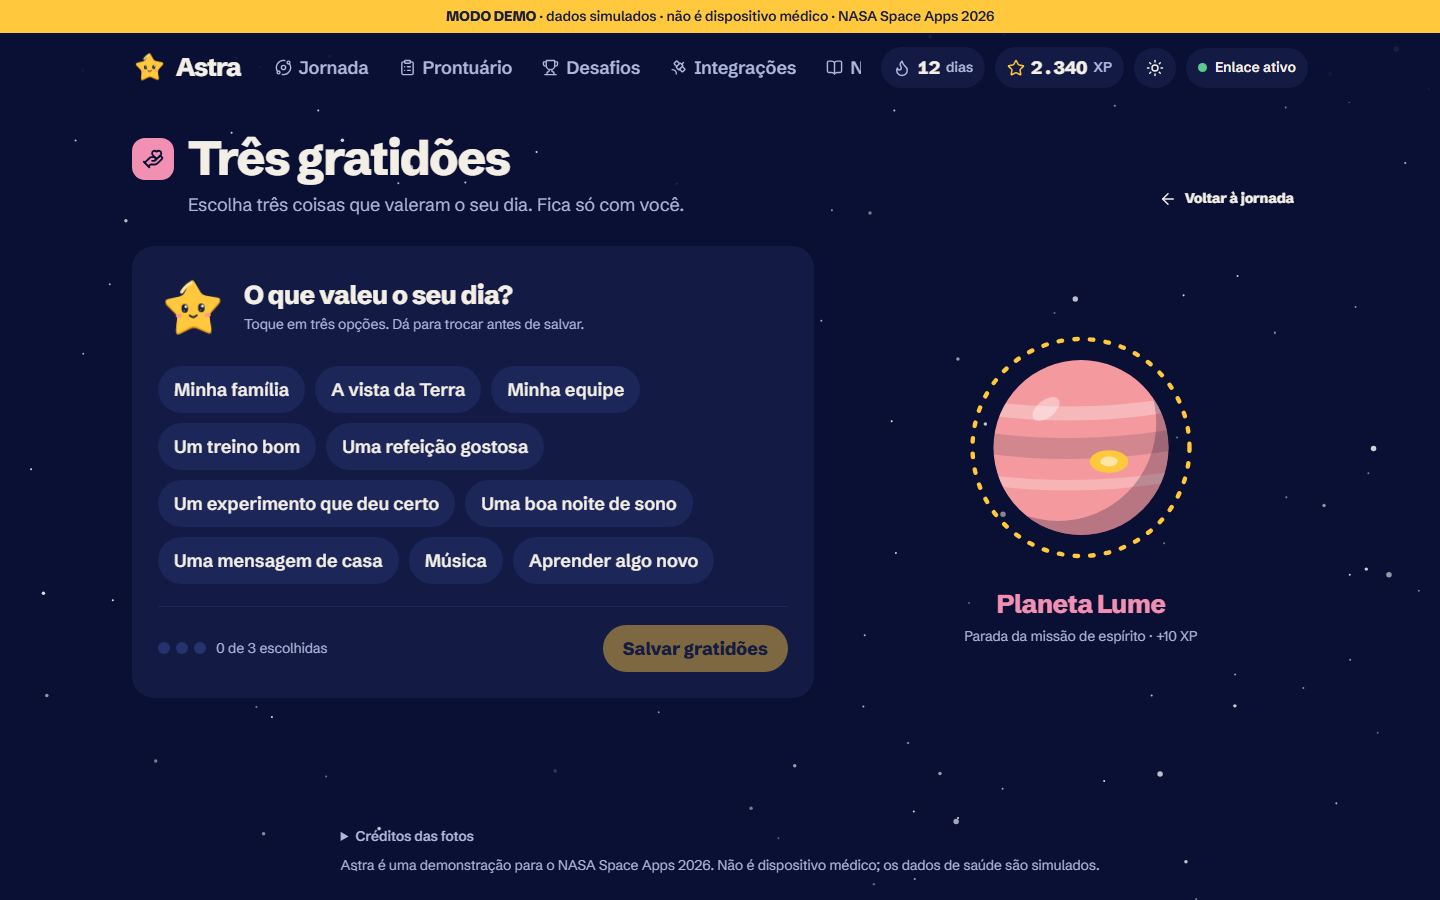 MODO DEMO · dados simulados · não é dispositivo médico · NASA Space Apps 2026
Astra
Jornada
Prontuário
Desafios
Integrações
N
12 dias
2.340 XP
Enlace ativo
Três gratidões
Escolha três coisas que valeram o seu dia. Fica só com você.
Voltar à jornada
O que valeu o seu dia?
Toque em três opções. Dá para trocar antes de salvar.
Minha família
A vista da Terra
Minha equipe
Um treino bom
Uma refeição gostosa
Um experimento que deu certo
Uma boa noite de sono
Uma mensagem de casa
Música
Aprender algo novo
0 de 3 escolhidas
Salvar gratidões
Planeta Lume
Parada da missão de espírito · +10 XP
Créditos das fotos
Astra é uma demonstração para o NASA Space Apps 2026. Não é dispositivo médico; os dados de saúde são simulados.